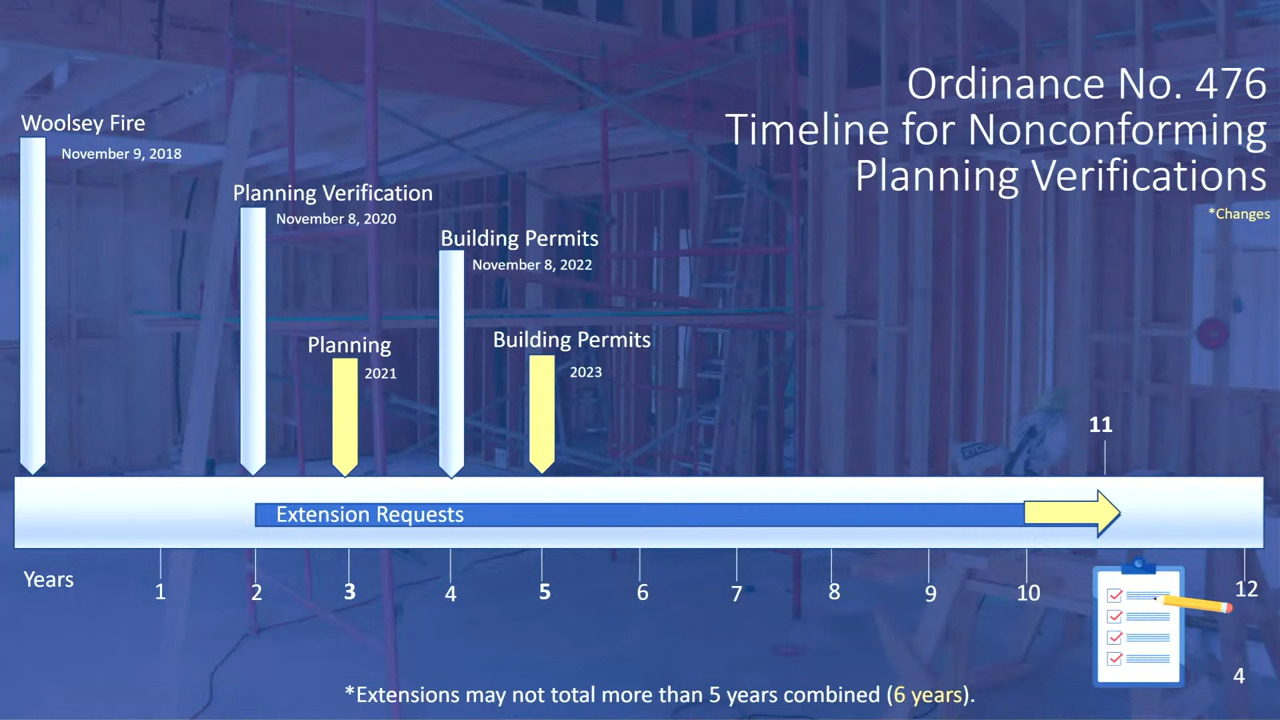 Ordinance No. 476
Timeline for Nonconforming
Planning Verifications
*Changes
Woolsey Fire
November 9, 2018
Planning Verification
November 8, 2020
Building Permits
November 8, 2022
Planning
2021
Building Permits
2023
11
Extension Requests
Years
1
2
3
4
5
6
7
8
9
10
12
*Extensions may not total more than 5 years combined (6 years).
4